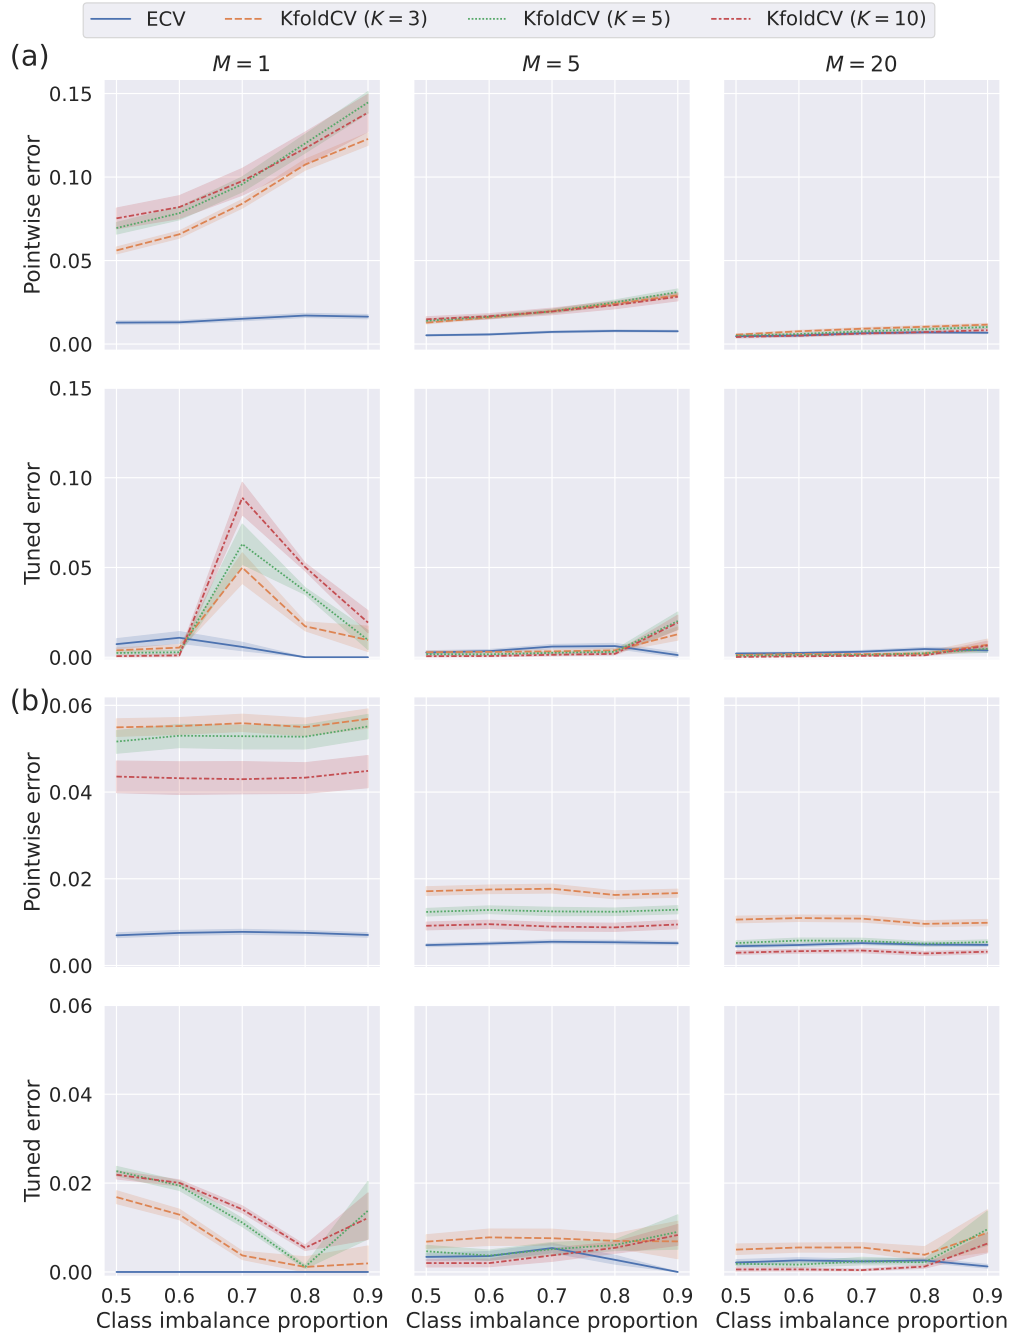 ECV KfoldCV (K = 3) KfoldCV (K = 5) KfoldCV (K = 10)
(a)
M = 1 M = 5 M = 20
Pointwise error
0.15
0.10
0.05
0.00
Tuned error
0.15
0.10
0.05
0.00
(b)
Pointwise error
0.06
0.04
0.02
0.00
Tuned error
0.06
0.04
0.02
0.00
0.5 0.6 0.7 0.8 0.9 0.5 0.6 0.7 0.8 0.9 0.5 0.6 0.7 0.8 0.9
Class imbalance proportion Class imbalance proportion Class imbalance proportion